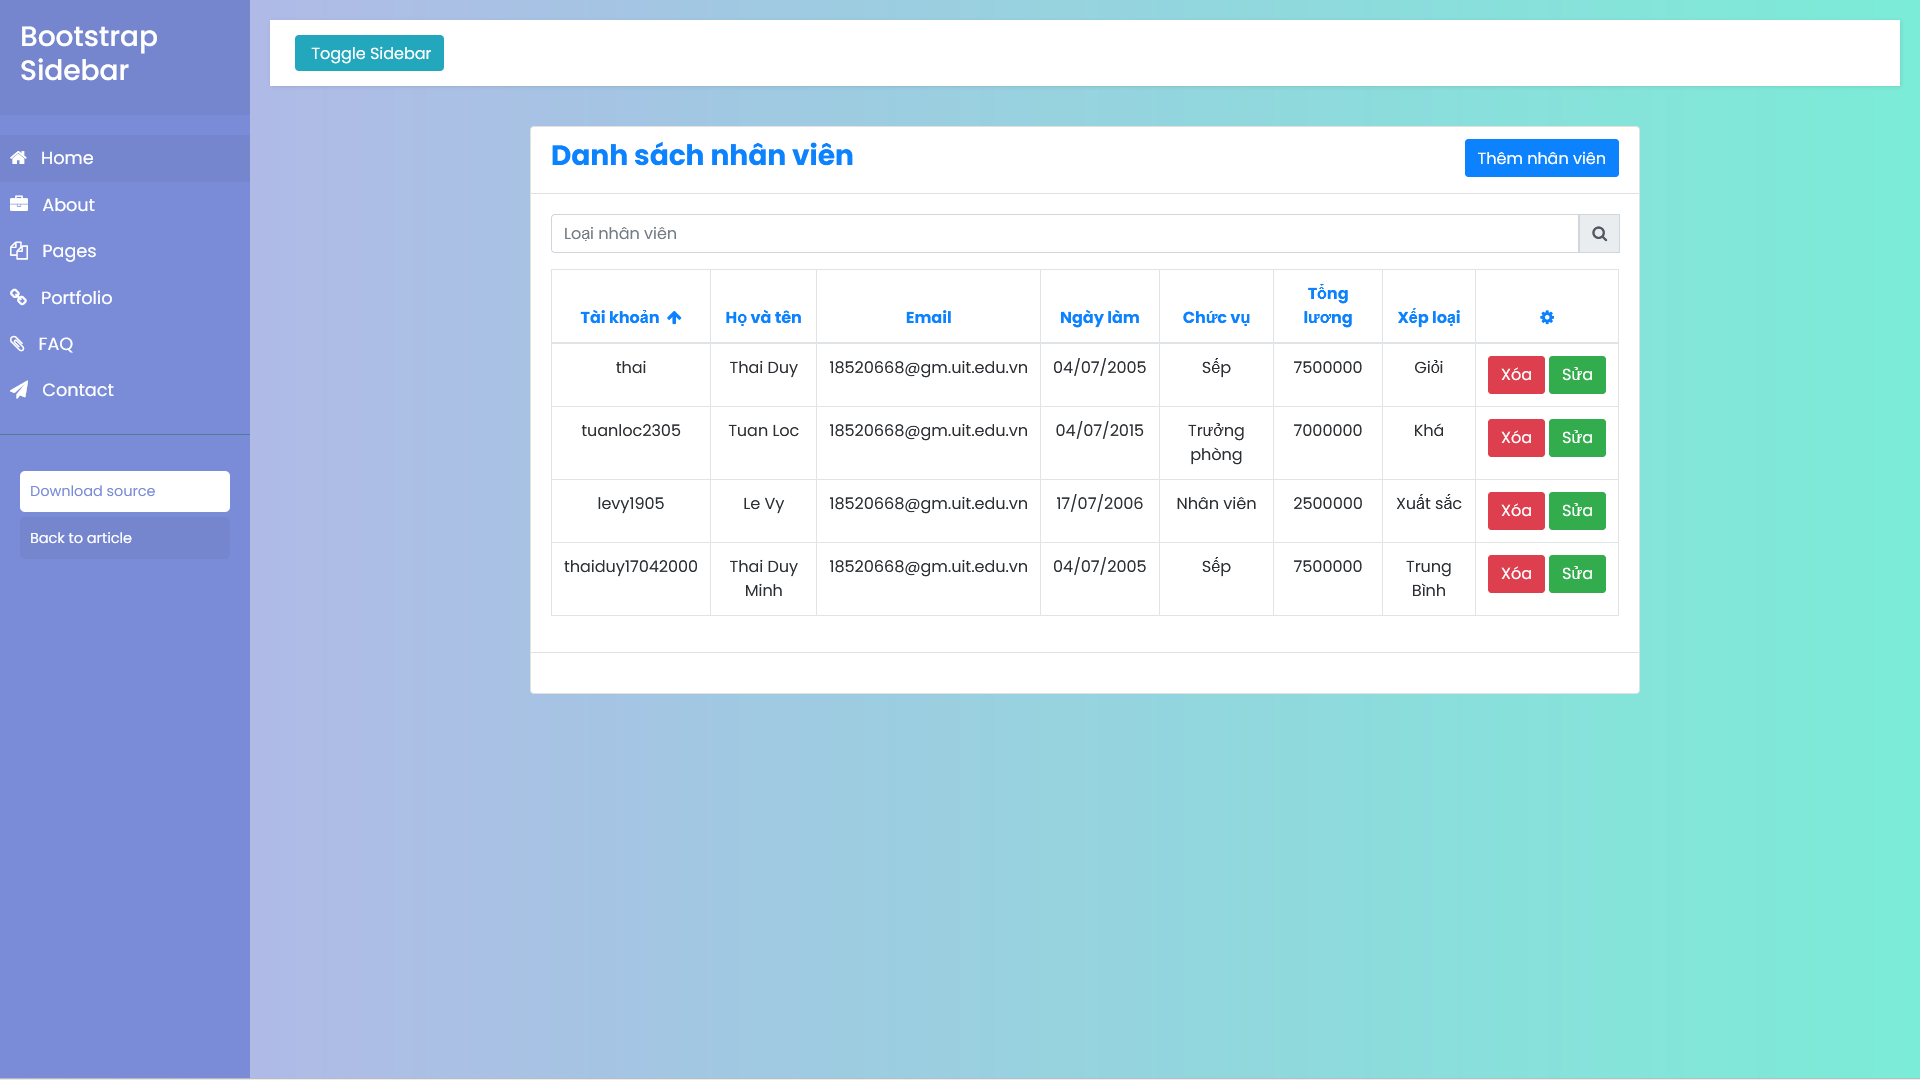 Bootstrap
Sidebar
Home
About
Pages
Portfolio
FAQ
Contact
Download source
Back to article
Toggle Sidebar
Danh sách nhân viên
Thêm nhân viên
Loại nhân viên
Tài khoản Họ và tên Email Ngày làm Chức vụ Tổng lương Xếp loại
thai Thai Duy 18520668@gm.uit.edu.vn 04/07/2005 Sếp 7500000 Giỏi Xóa Sửa
tuanloc2305 Tuan Loc 18520668@gm.uit.edu.vn 04/07/2015 Trưởng phòng 7000000 Khá Xóa Sửa
levy1905 Le Vy 18520668@gm.uit.edu.vn 17/07/2006 Nhân viên 2500000 Xuất sắc Xóa Sửa
thaiduy17042000 Thai Duy Minh 18520668@gm.uit.edu.vn 04/07/2005 Sếp 7500000 Trung Bình Xóa Sửa